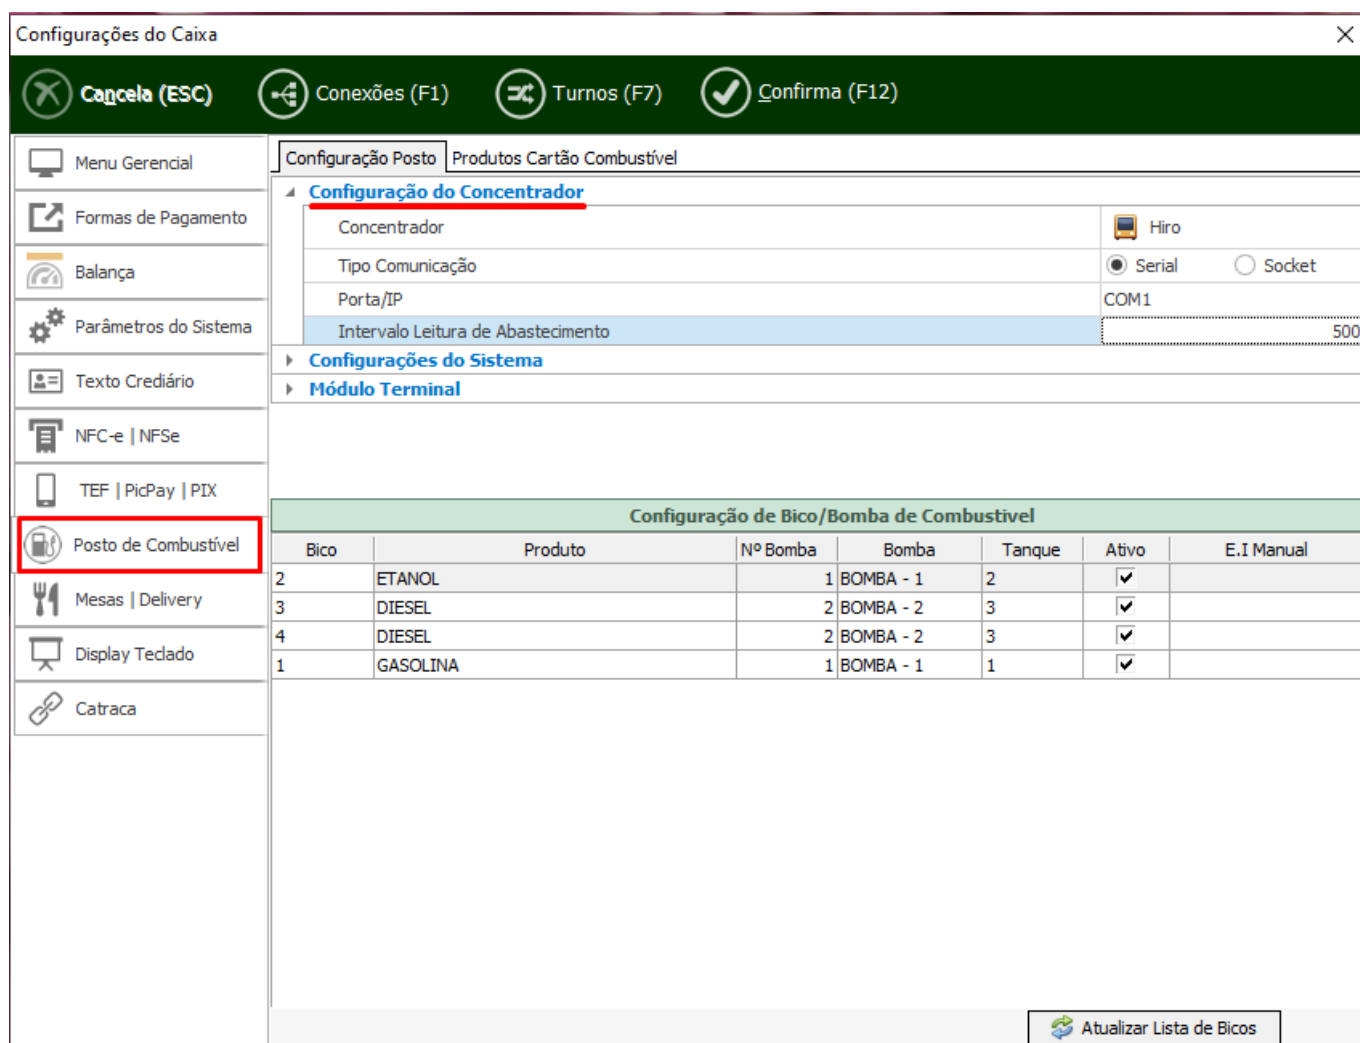 Configurações do Caixa
Cancela (ESC) Conexões (F1) Turnos (F7) Confirma (F12)
Menu Gerencial
Formas de Pagamento
Balança
Parâmetros do Sistema
Texto Crediário
NFC-e | NFSe
TEF | PicPay | PIX
Posto de Combustível
Mesas | Delivery
Display Teclado
Catraca
Configuração Posto Produtos Cartão Combustível
Configuração do Concentrador
Concentrador Hiro
Tipo Comunicação Serial Socket
Porta/IP COM1
Intervalo Leitura de Abastecimento 500
Configurações do Sistema
Módulo Terminal
Configuração de Bico/Bomba de Combustivel
Bico Produto Nº Bomba Bomba Tanque Ativo E.I Manual
2 ETANOL 1 BOMBA - 1 2
3 DIESEL 2 BOMBA - 2 3
4 DIESEL 2 BOMBA - 2 3
1 GASOLINA 1 BOMBA - 1 1
Atualizar Lista de Bicos